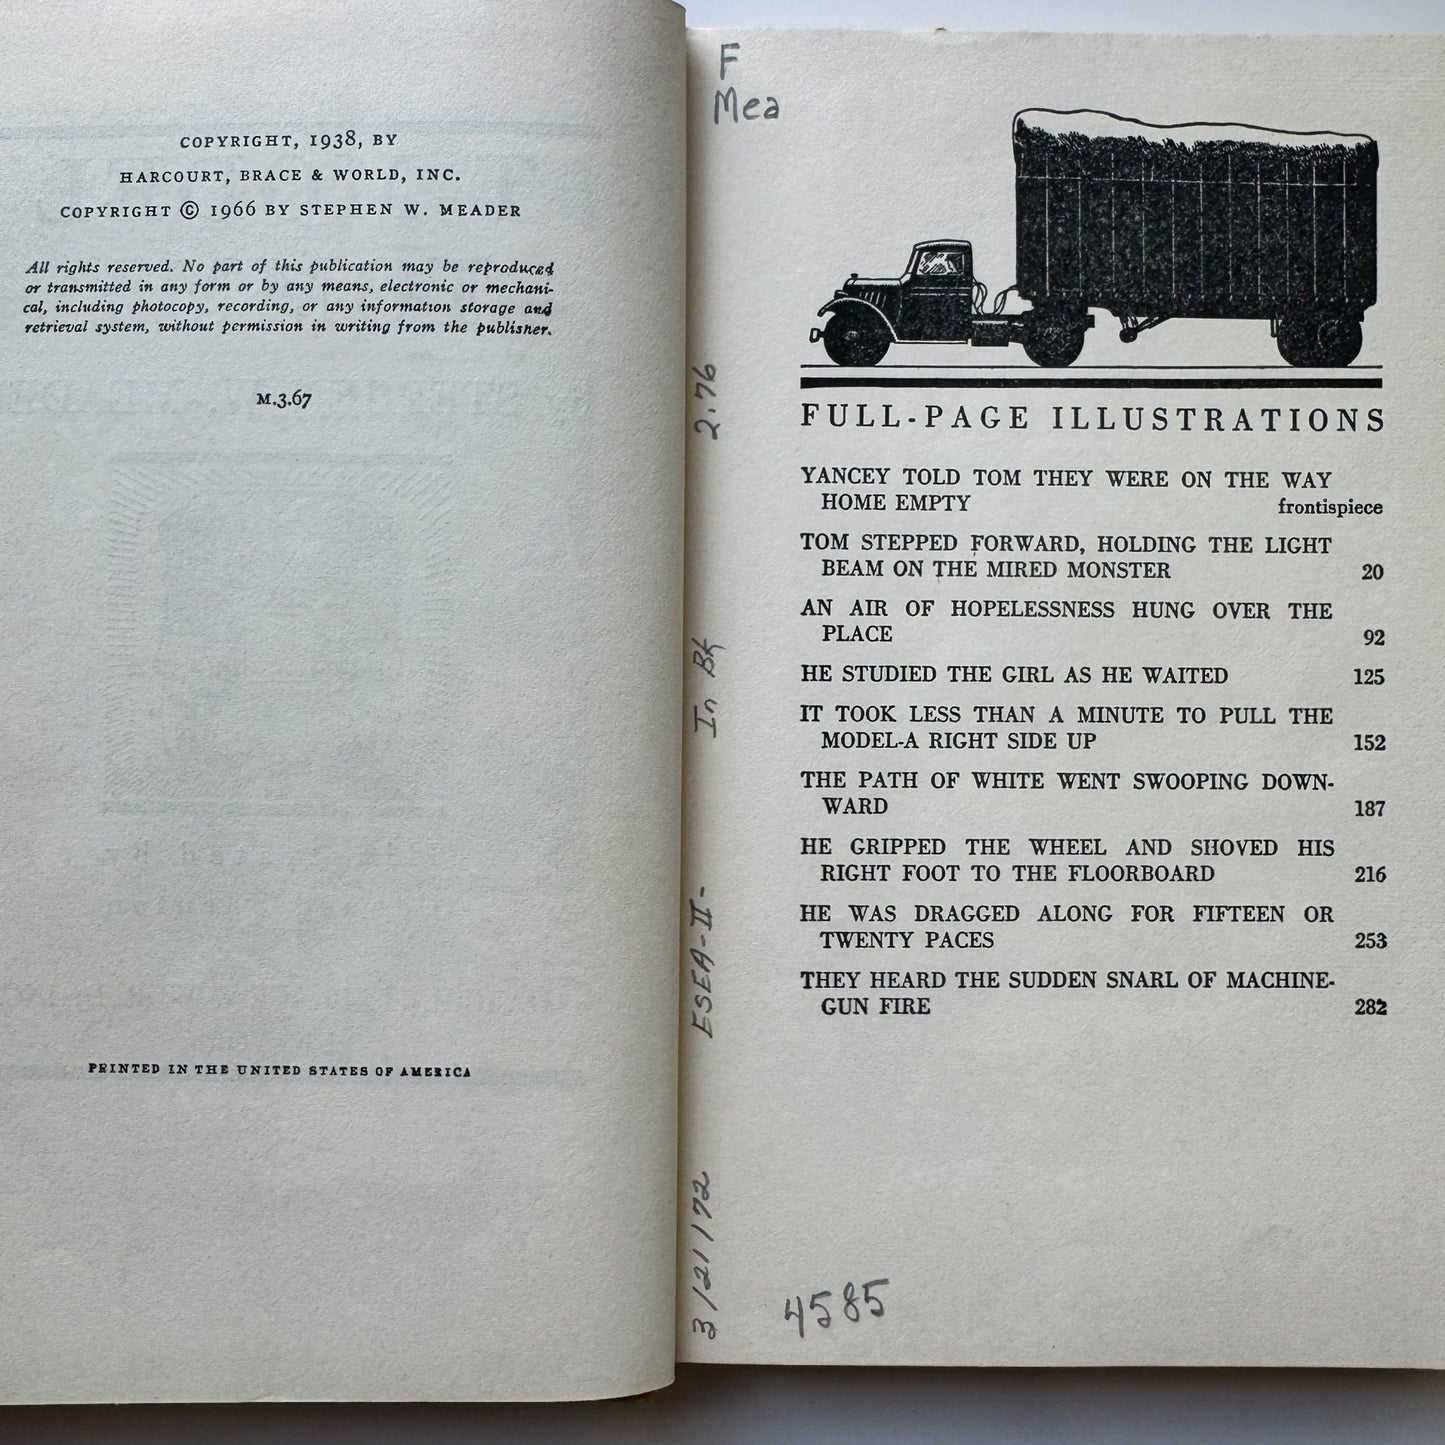 COPYRIGHT, 1938, BY
HARCOURT, BRACE & WORLD, INC.
COPYRIGHT © 1966 BY STEPHEN W. MEADER
All rights reserved. No part of this publication may be reproduced
or transmitted in any form or by any means, electronic or mechani-
cal, including photocopy, recording, or any information storage and
retrieval system, without permission in writing from the publisher.
M.3.67
PRINTED IN THE UNITED STATES OF AMERICA
F
Mea
3/21/72 ESEA-II- In Bk 2.76
FULL-PAGE ILLUSTRATIONS
YANCEY TOLD TOM THEY WERE ON THE WAY
HOME EMPTY frontispiece
TOM STEPPED FORWARD, HOLDING THE LIGHT
BEAM ON THE MIRED MONSTER 20
AN AIR OF HOPELESSNESS HUNG OVER THE
PLACE 92
HE STUDIED THE GIRL AS HE WAITED 125
IT TOOK LESS THAN A MINUTE TO PULL THE
MODEL-A RIGHT SIDE UP 152
THE PATH OF WHITE WENT SWOOPING DOWN-
WARD 187
HE GRIPPED THE WHEEL AND SHOVED HIS
RIGHT FOOT TO THE FLOORBOARD 216
HE WAS DRAGGED ALONG FOR FIFTEEN OR
TWENTY PACES 253
THEY HEARD THE SUDDEN SNARL OF MACHINE-
GUN FIRE 282
4585